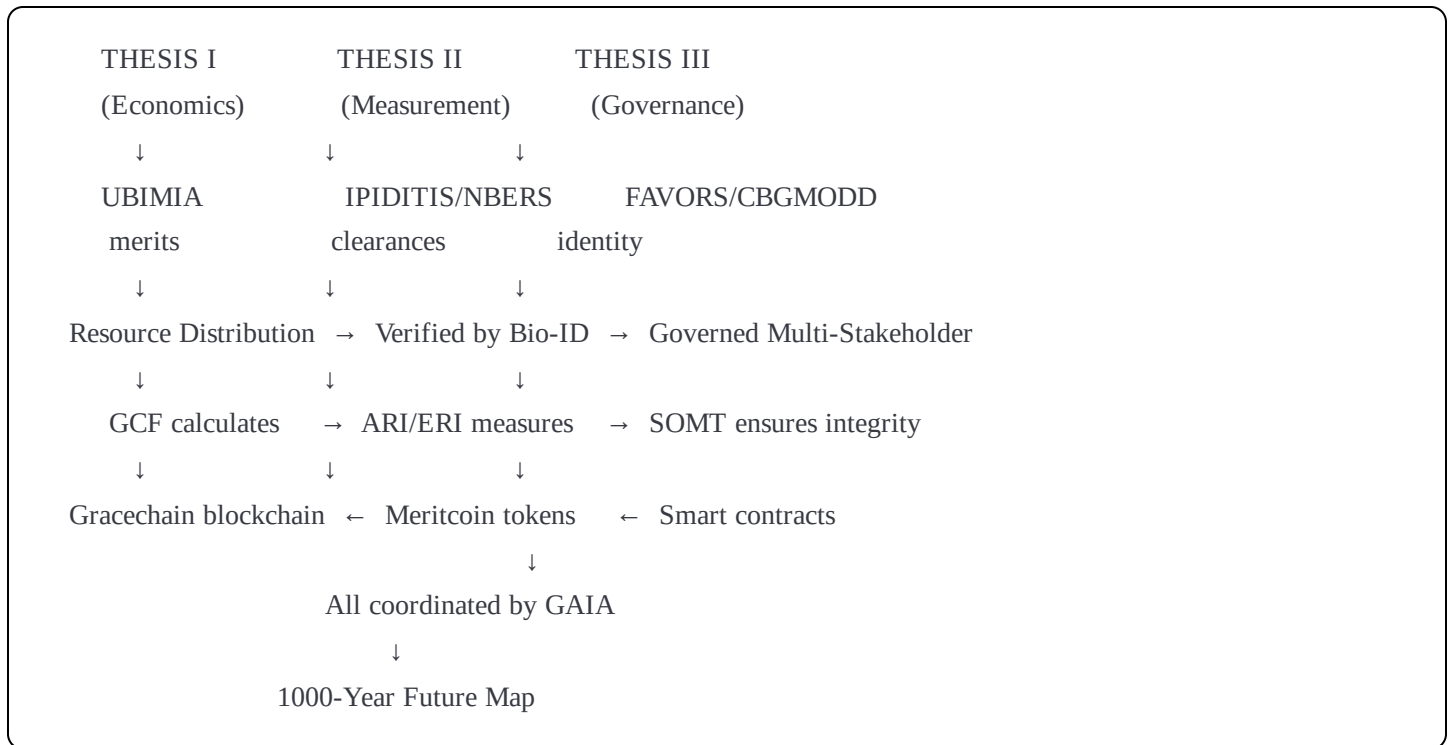 THESIS I THESIS II THESIS III
(Economics) (Measurement) (Governance)
↓ ↓ ↓
UBIMIA IPIDITIS/NBERS FAVORS/CBGMODD
merits clearances identity
↓ ↓ ↓
Resource Distribution → Verified by Bio-ID → Governed Multi-Stakeholder
↓ ↓ ↓
GCF calculates → ARI/ERI measures → SOMT ensures integrity
↓ ↓ ↓
Gracechain blockchain ← Meritcoin tokens ← Smart contracts
↓
All coordinated by GAIA
↓
1000-Year Future Map